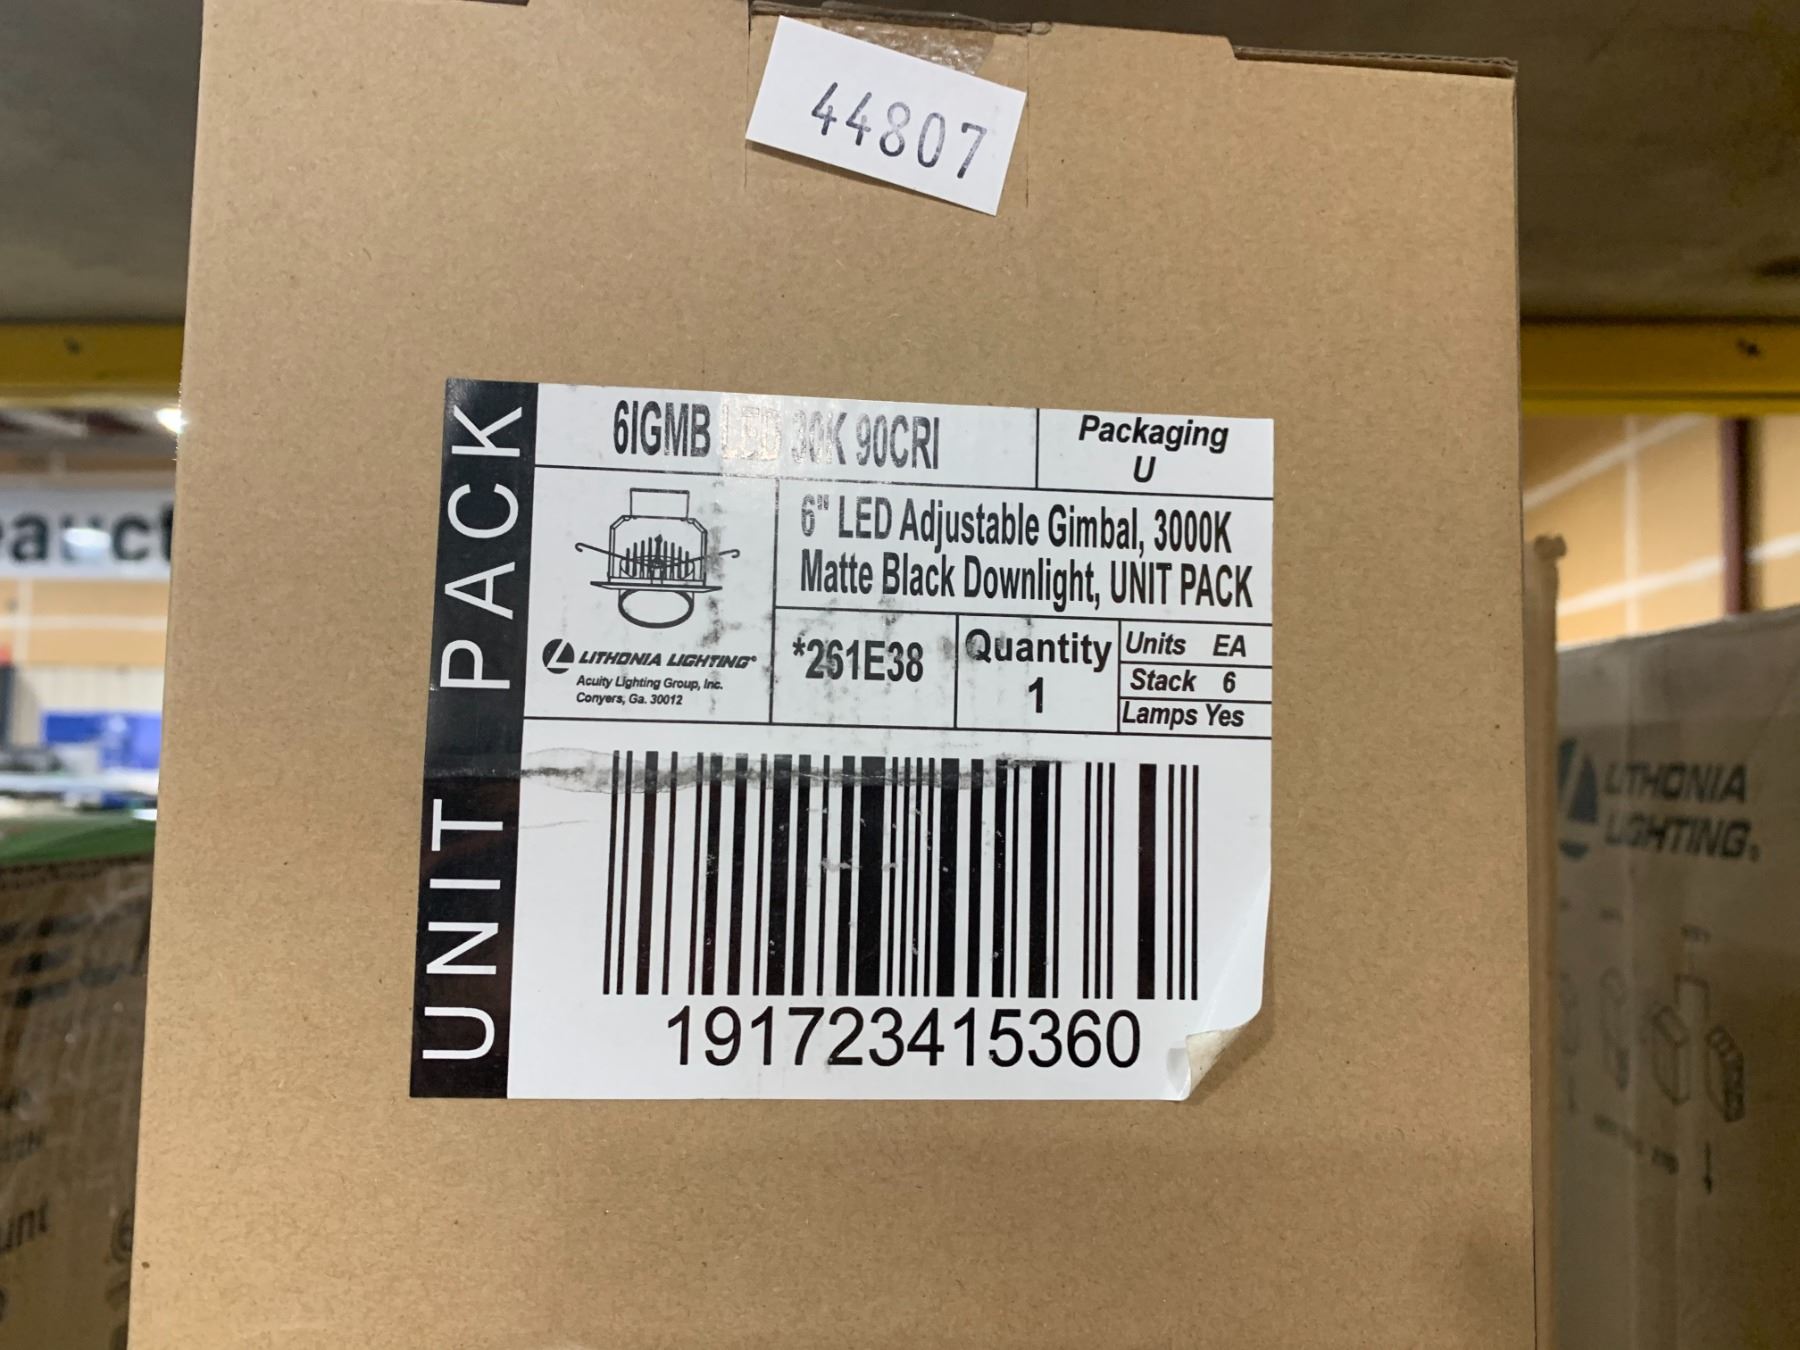 44807
UNIT PACK
6IGMB LED 30K 90CRI
Packaging
U
6" LED Adjustable Gimbal, 3000K
Matte Black Downlight, UNIT PACK
LITHONIA LIGHTING®
Acuity Lighting Group, Inc.
Conyers, Ga. 30012
*261E38
Quantity
1
Units EA
Stack 6
Lamps Yes
191723415360
eauct
LITHONIA
LIGHTING®
unt